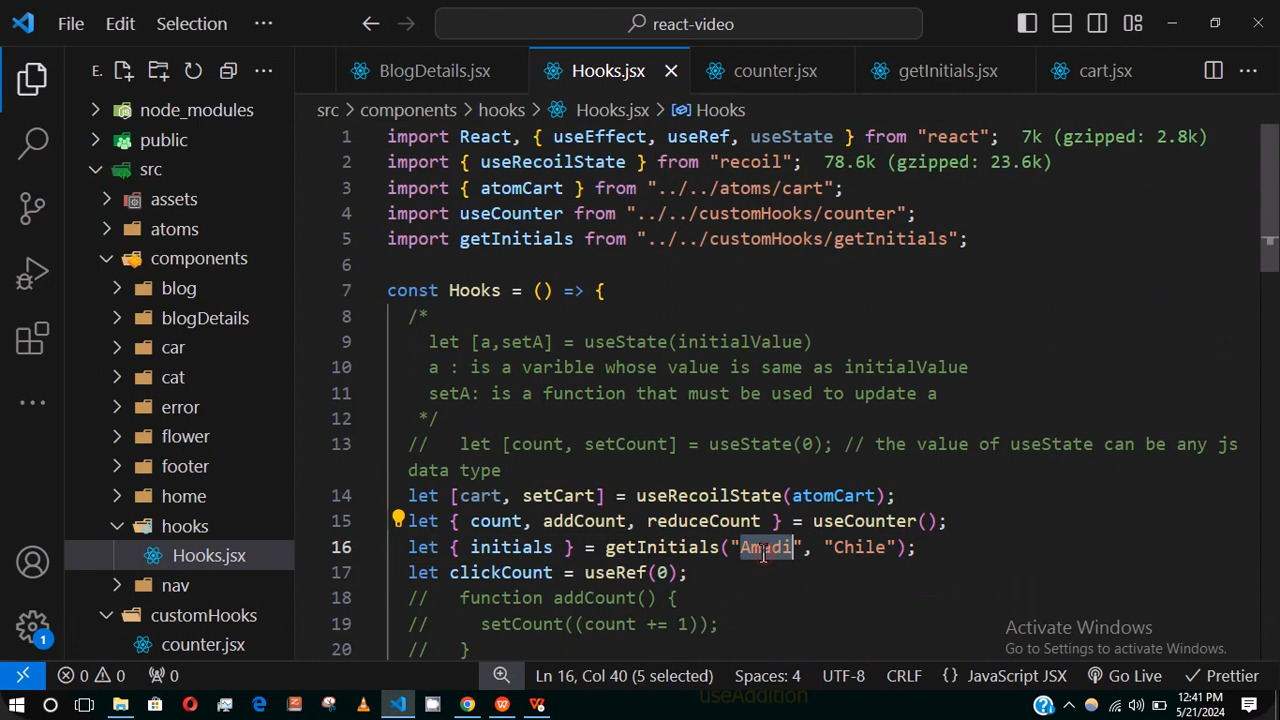 File Edit Selection ··· react-video
E.
BlogDetails.jsx Hooks.jsx counter.jsx getInitials.jsx cart.jsx ···
src > components > hooks > Hooks.jsx > Hooks
node_modules
public
src
assets
atoms
components
blog
blogDetails
car
cat
error
flower
footer
home
hooks
Hooks.jsx
nav
customHooks
counter.jsx
1 import React, { useEffect, useRef, useState } from "react"; 7k (gzipped: 2.8k)
2 import { useRecoilState } from "recoil"; 78.6k (gzipped: 23.6k)
3 import { atomCart } from "../../atoms/cart";
4 import useCounter from "../../customHooks/counter";
5 import getInitials from "../../customHooks/getInitials";
6
7 const Hooks = () => {
8 /*
9 let [a,setA] = useState(initialValue)
10 a : is a varible whose value is same as initialValue
11 setA: is a function that must be used to update a
12 */
13 // let [count, setCount] = useState(0); // the value of useState can be any js
data type
14 let [cart, setCart] = useRecoilState(atomCart);
15 let { count, addCount, reduceCount } = useCounter();
16 let { initials } = getInitials("Amadi", "Chile");
17 let clickCount = useRef(0);
18 // function addCount() {
19 // setCount((count += 1));
20 // }
Activate Windows
Go to Settings to activate Windows.
1
0 0 0 Ln 16, Col 40 (5 selected) Spaces: 4 UTF-8 CRLF { } JavaScript JSX Go Live Prettier
useAddition
12:41 PM
5/21/2024